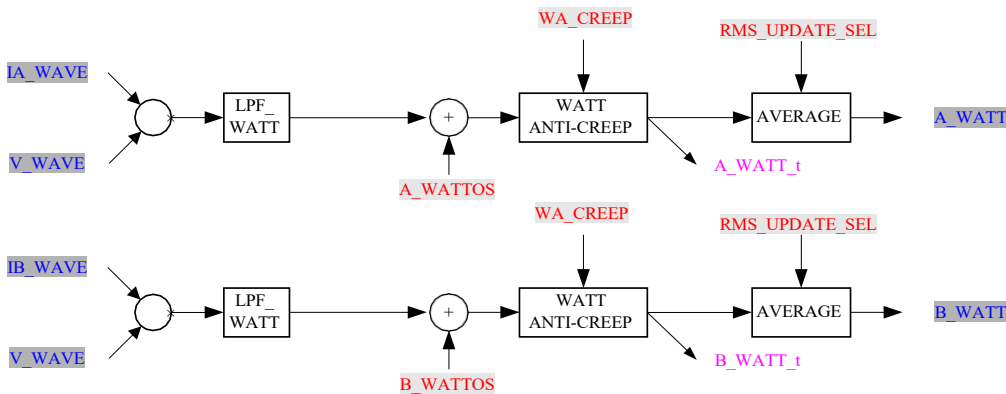 WA_CREEP
RMS_UPDATE_SEL
IA_WAVE
LPF_
WATT
+
WATT
ANTI-CREEP
AVERAGE
A_WATT
V_WAVE
A_WATT_t
A_WATTOS
WA_CREEP
RMS_UPDATE_SEL
IB_WAVE
LPF_
WATT
+
WATT
ANTI-CREEP
AVERAGE
B_WATT
V_WAVE
B_WATT_t
B_WATTOS